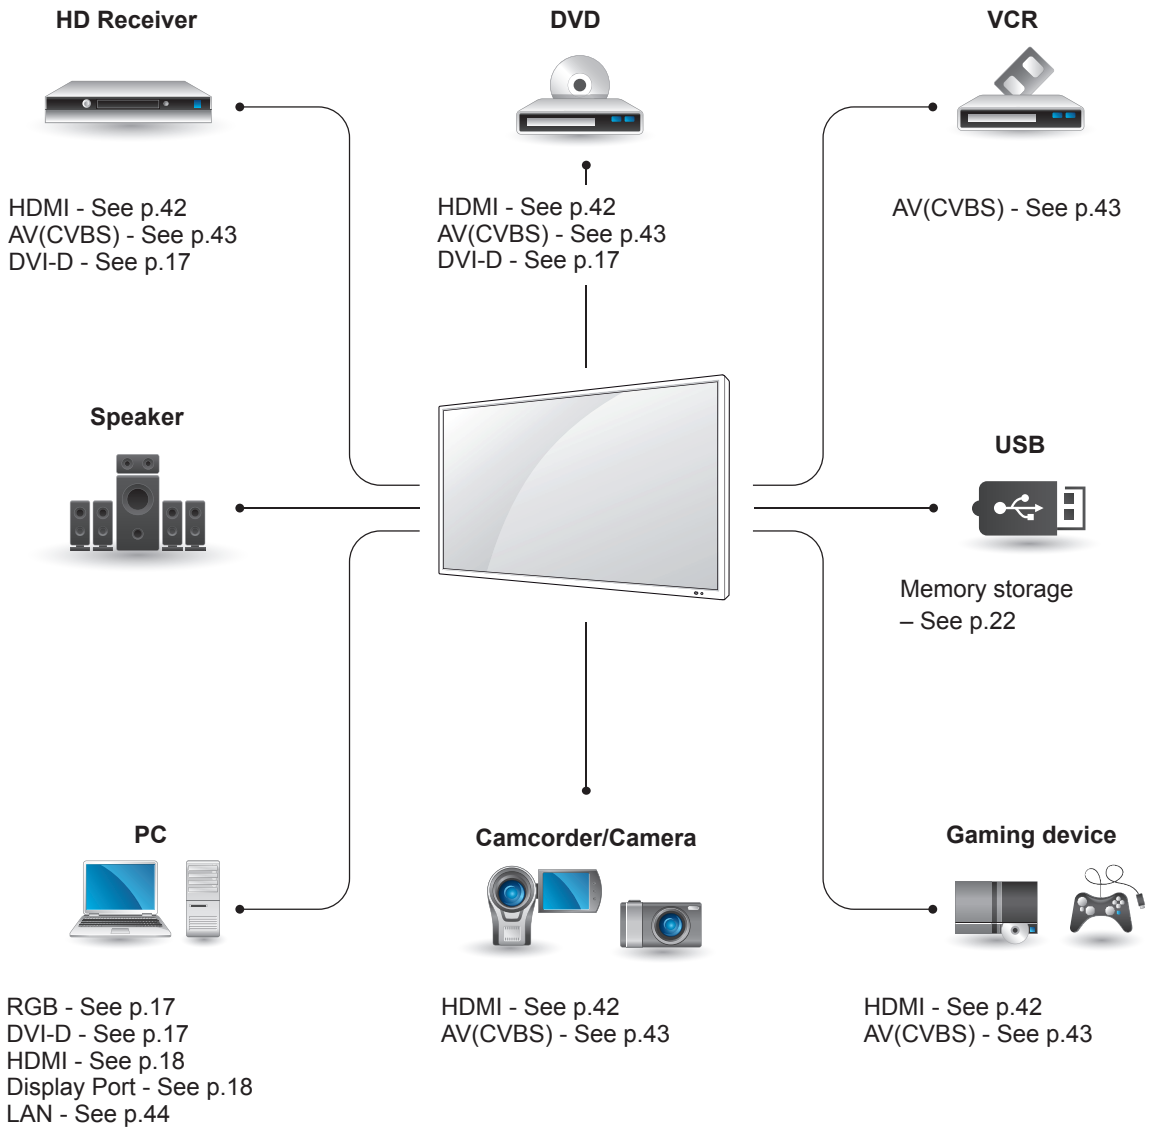 HD Receiver
HDMI - See p.42
AV(CVBS) - See p.43
DVI-D - See p.17
DVD
HDMI - See p.42
AV(CVBS) - See p.43
DVI-D - See p.17
VCR
AV(CVBS) - See p.43
Speaker
USB
Memory storage
– See p.22
PC
RGB - See p.17
DVI-D - See p.17
HDMI - See p.18
Display Port - See p.18
LAN - See p.44
Camcorder/Camera
HDMI - See p.42
AV(CVBS) - See p.43
Gaming device
HDMI - See p.42
AV(CVBS) - See p.43